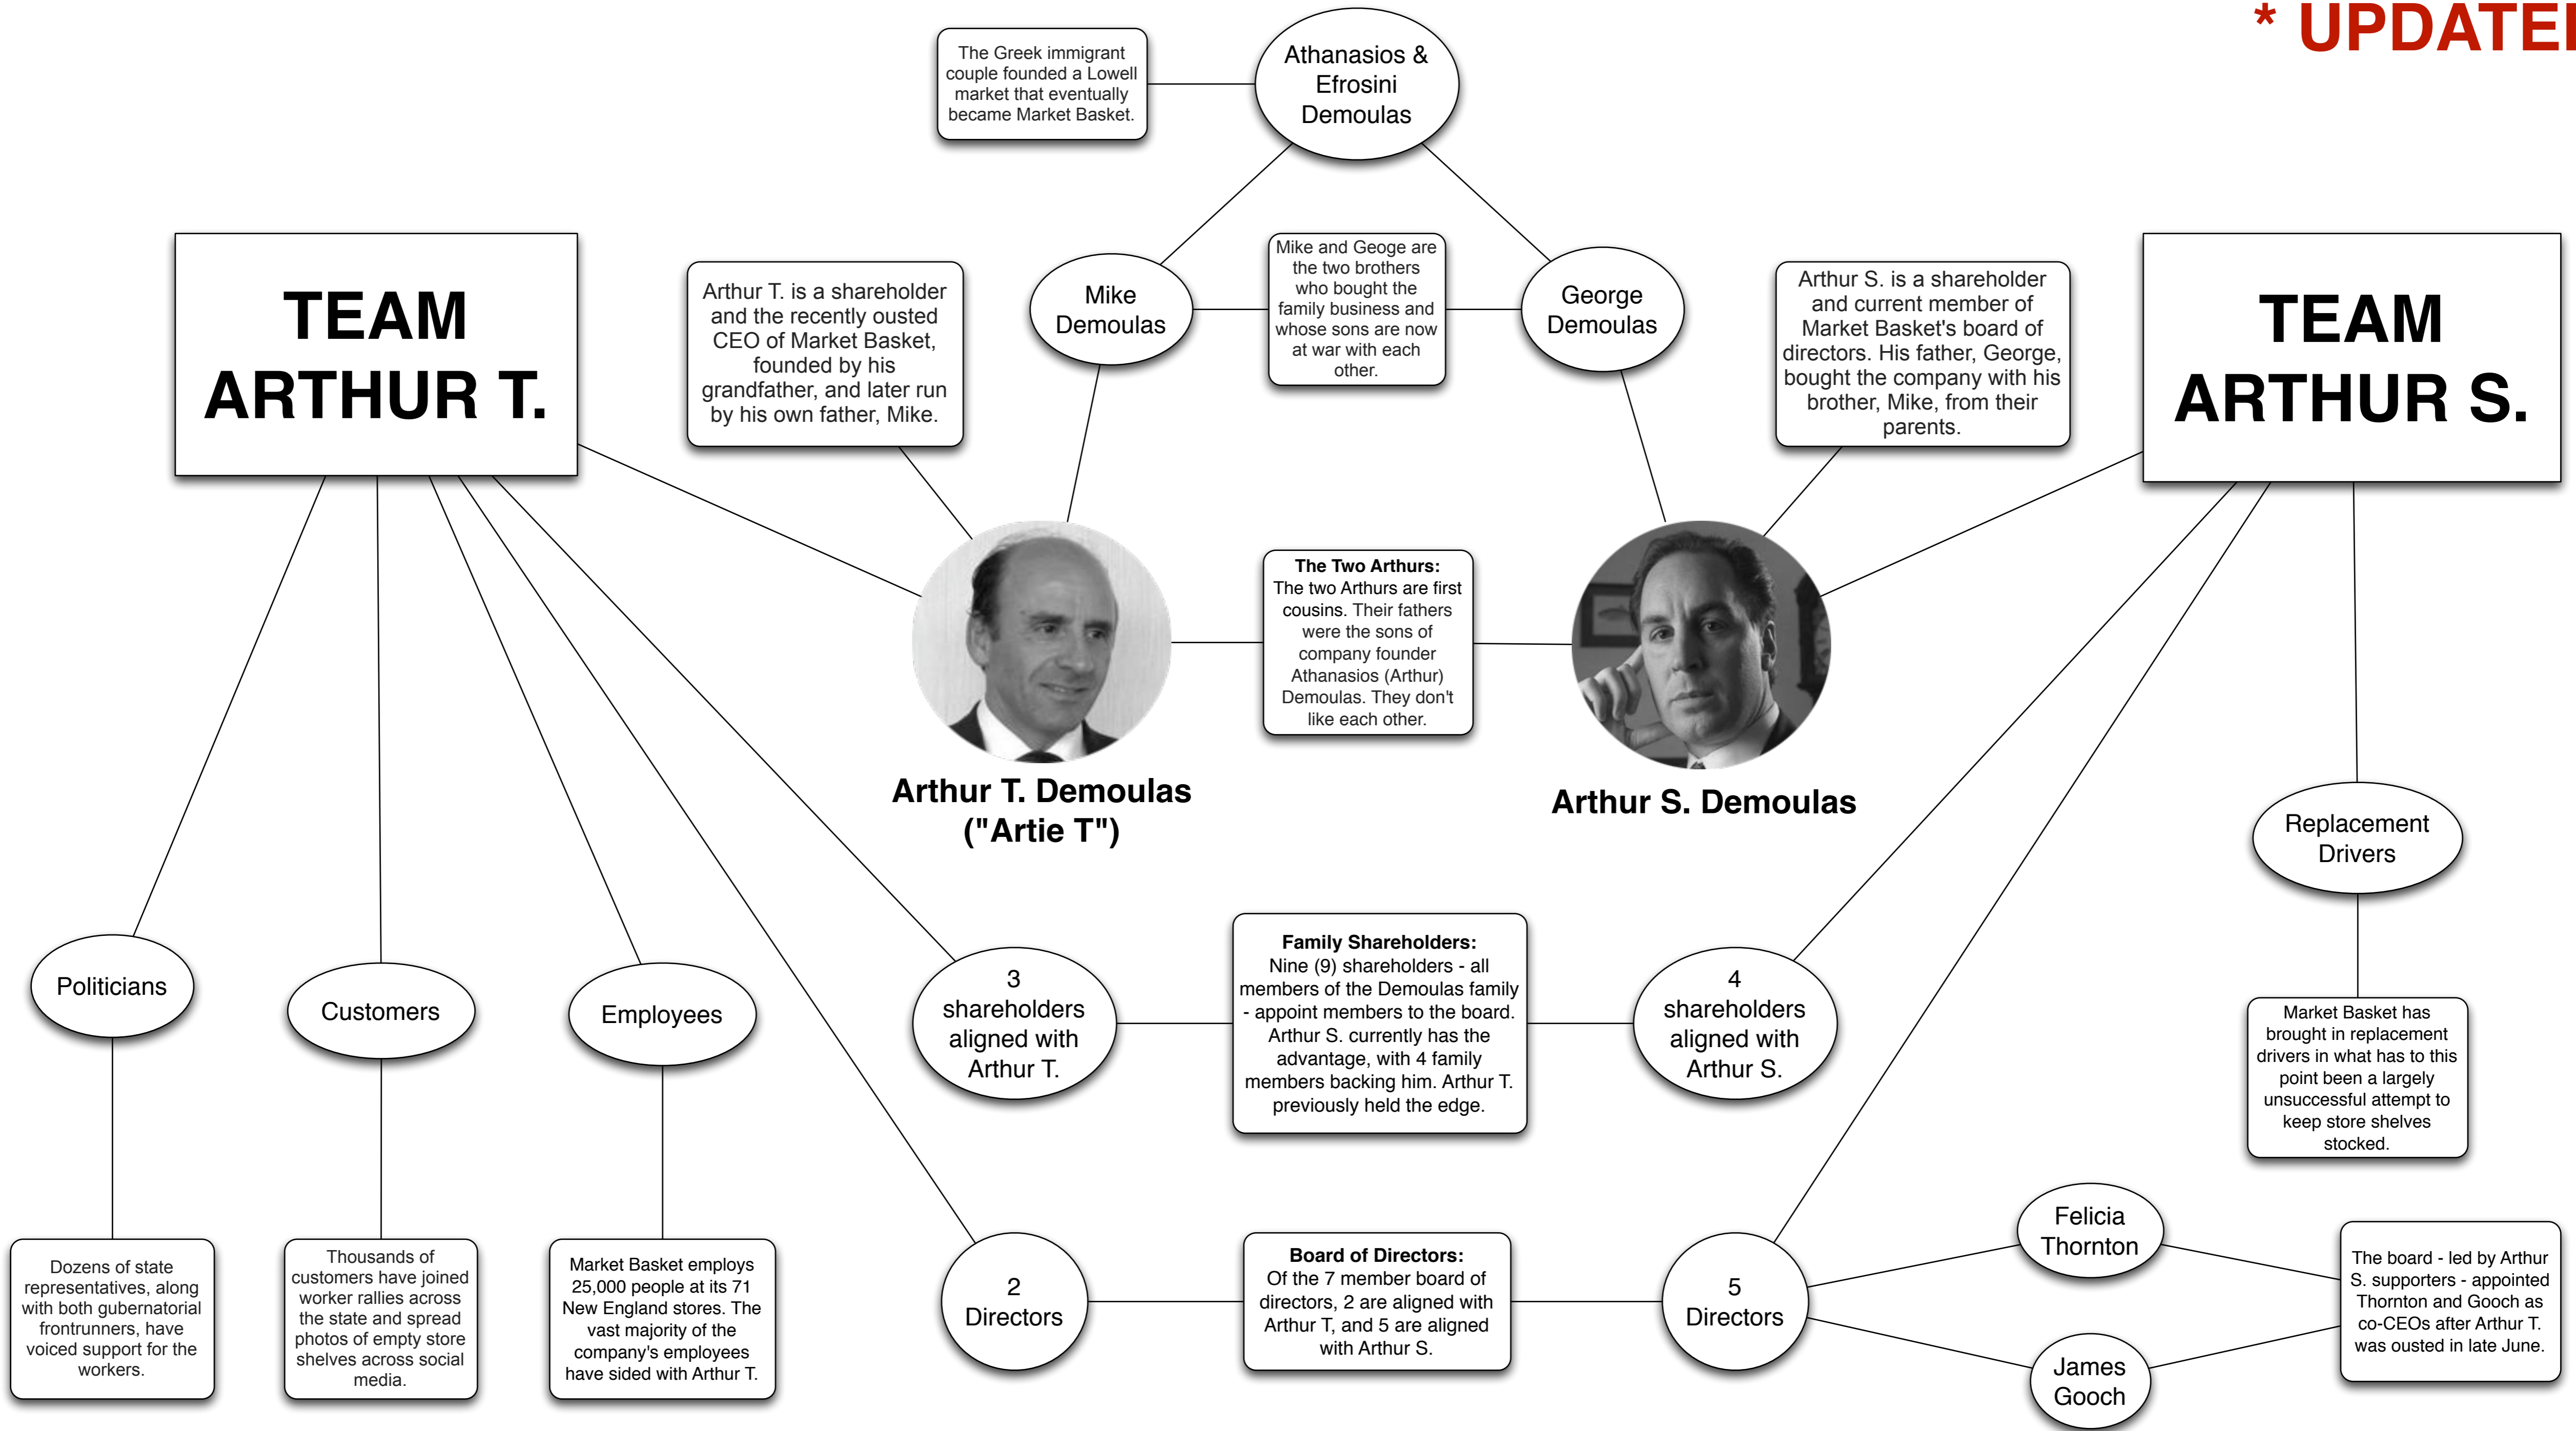 * UPDATED
The Greek immigrant
couple founded a Lowell
market that eventually
became Market Basket.
Athanasios &
Efrosini
Demoulas
TEAM
ARTHUR T.
Arthur T. is a shareholder
and the recently ousted
CEO of Market Basket,
founded by his
grandfather, and later run
by his own father, Mike.
Mike
Demoulas
Mike and Geoge are
the two brothers
who bought the
family business and
whose sons are now
at war with each
other.
George
Demoulas
Arthur S. is a shareholder
and current member of
Market Basket's board of
directors. His father, George,
bought the company with his
brother, Mike, from their
parents.
TEAM
ARTHUR S.
The Two Arthurs:
The two Arthurs are first
cousins. Their fathers
were the sons of
company founder
Athanasios (Arthur)
Demoulas. They don't
like each other.
Arthur T. Demoulas
("Artie T")
Arthur S. Demoulas
Replacement
Drivers
Politicians
Customers
Employees
3
shareholders
aligned with
Arthur T.
Family Shareholders:
Nine (9) shareholders - all
members of the Demoulas family
- appoint members to the board.
Arthur S. currently has the
advantage, with 4 family
members backing him. Arthur T.
previously held the edge.
4
shareholders
aligned with
Arthur S.
Market Basket has
brought in replacement
drivers in what has to this
point been a largely
unsuccessful attempt to
keep store shelves
stocked.
Dozens of state
representatives, along
with both gubernatorial
frontrunners, have
voiced support for the
workers.
Thousands of
customers have joined
worker rallies across
the state and spread
photos of empty store
shelves across social
media.
Market Basket employs
25,000 people at its 71
New England stores. The
vast majority of the
company's employees
have sided with Arthur T.
2
Directors
Board of Directors:
Of the 7 member board of
directors, 2 are aligned with
Arthur T, and 5 are aligned
with Arthur S.
5
Directors
Felicia
Thornton
James
Gooch
The board - led by Arthur
S. supporters - appointed
Thornton and Gooch as
co-CEOs after Arthur T.
was ousted in late June.